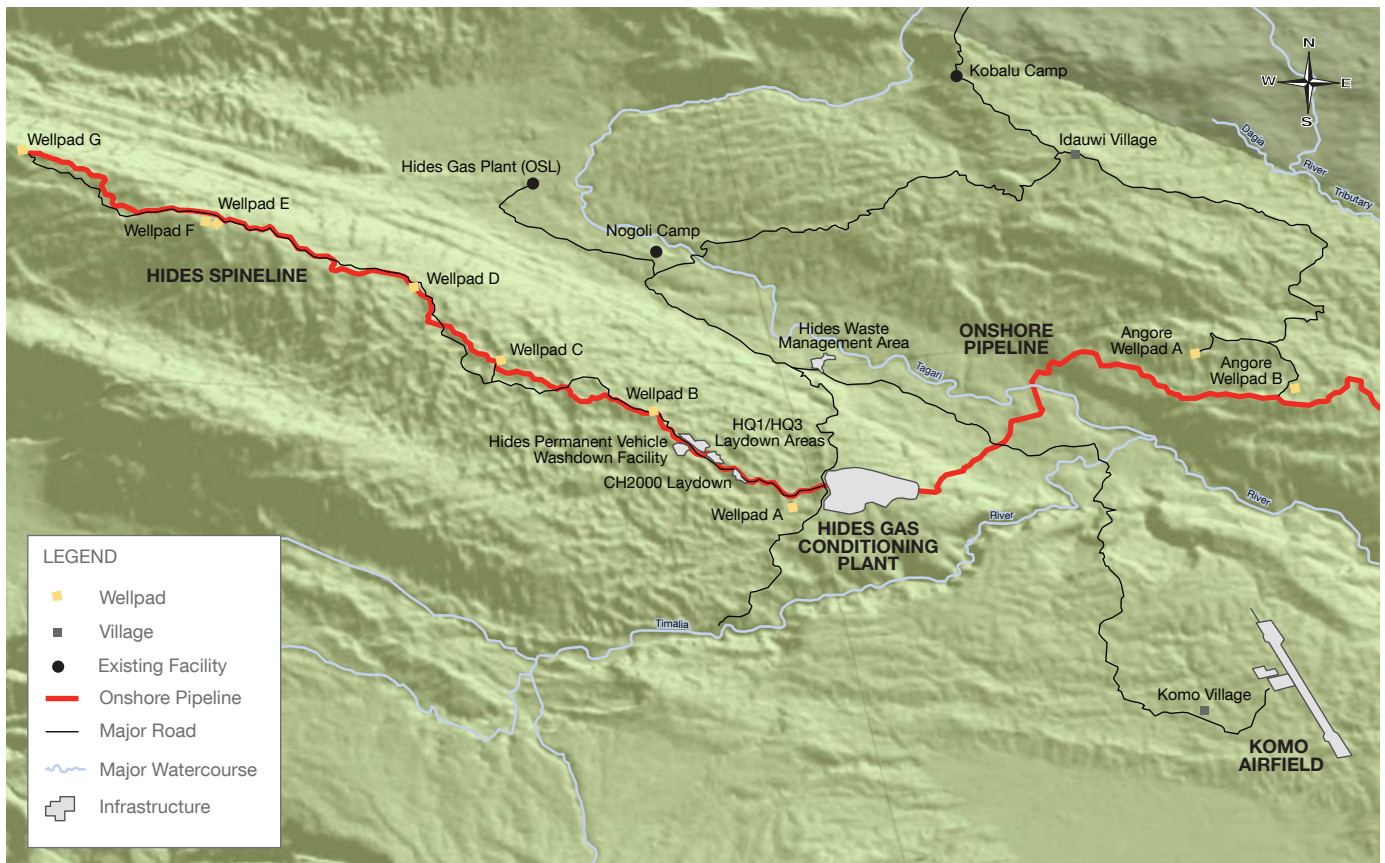 N
W
E
S
Kobalu Camp
Idauwi Village
Dagia
River
Tributary
Wellpad G
Hides Gas Plant (OSL)
Wellpad E
Wellpad F
Nogoli Camp
HIDES SPINELINE
Wellpad D
Hides Waste
Management Area
ONSHORE
PIPELINE
Angore
Wellpad A
Wellpad C
Tagari
Angore
Wellpad B
Wellpad B
HQ1/HQ3
Laydown Areas
Hides Permanent Vehicle
Washdown Facility
CH2000 Laydown
River
Wellpad A
River
HIDES GAS
CONDITIONING
PLANT
Timalia
Komo Village
KOMO
AIRFIELD
LEGEND
Wellpad
Village
Existing Facility
Onshore Pipeline
Major Road
Major Watercourse
Infrastructure